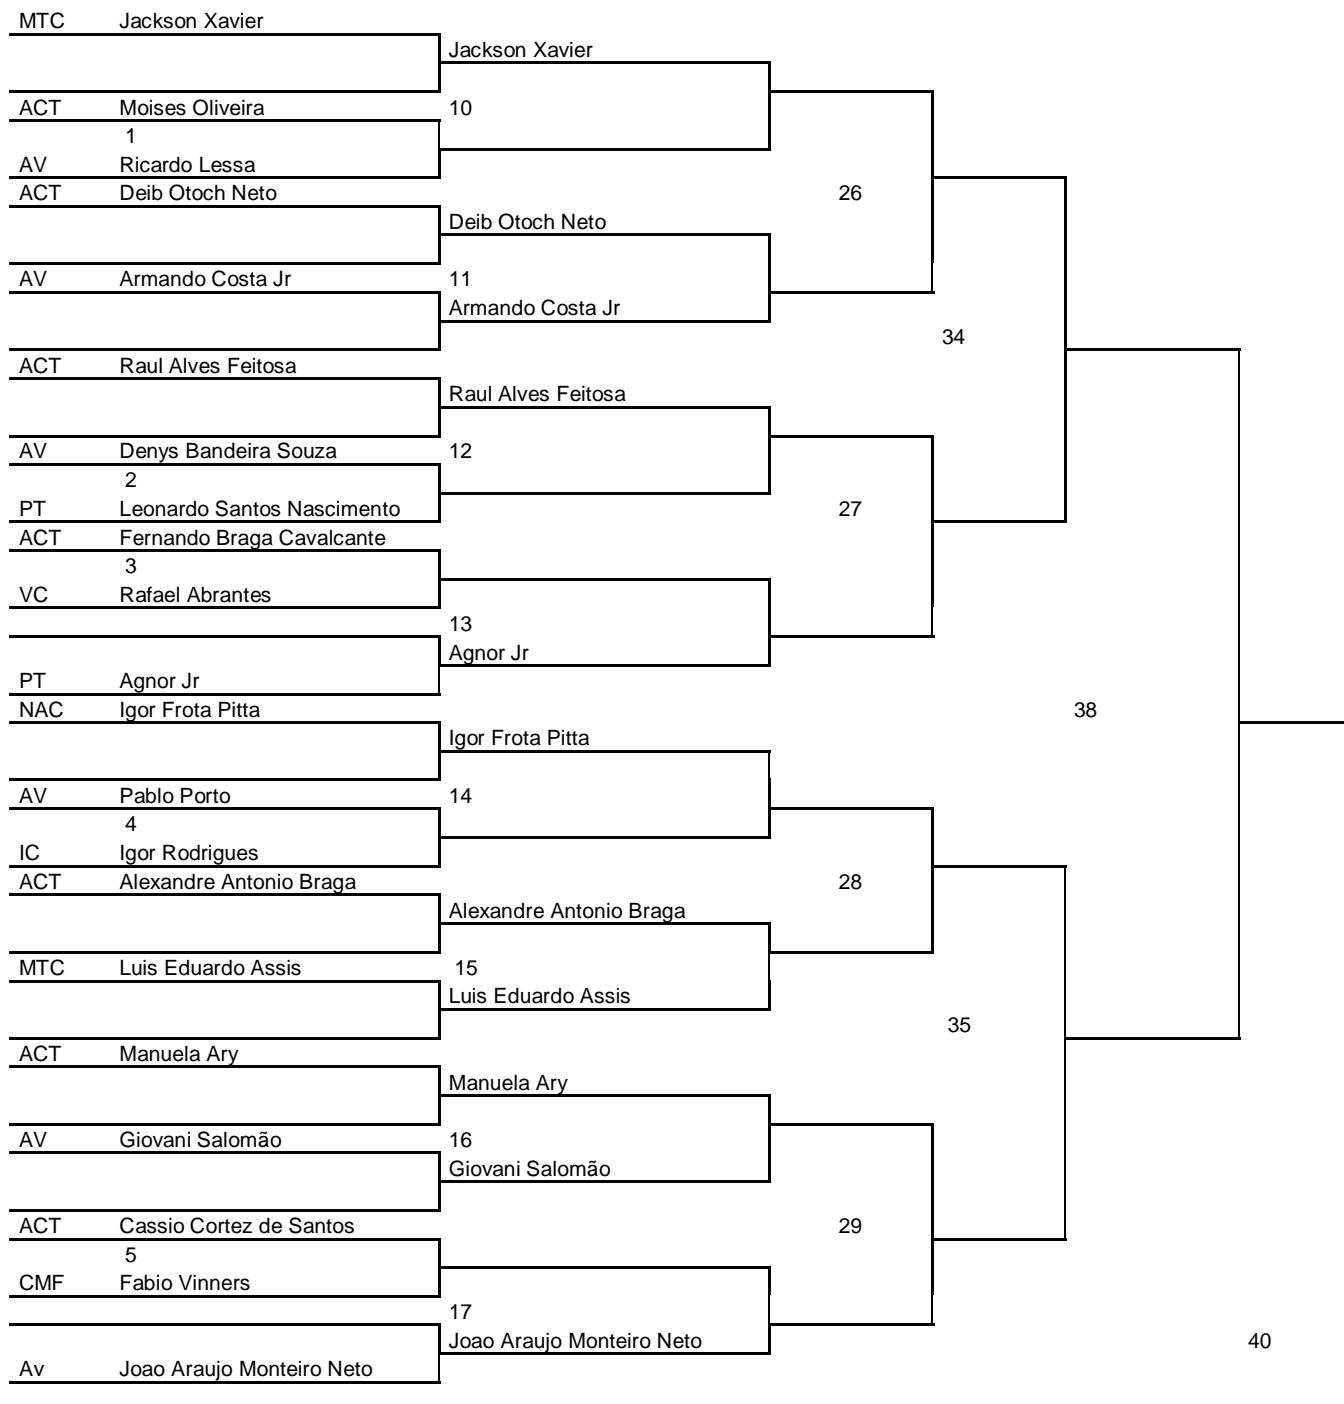 MTC Jackson Xavier
Jackson Xavier
ACT Moises Oliveira 10
1
AV Ricardo Lessa
ACT Deib Otoch Neto 26
Deib Otoch Neto
AV Armando Costa Jr 11
Armando Costa Jr
34
ACT Raul Alves Feitosa
Raul Alves Feitosa
AV Denys Bandeira Souza 12
2
PT Leonardo Santos Nascimento 27
ACT Fernando Braga Cavalcante
3
VC Rafael Abrantes
13
Agnor Jr
PT Agnor Jr
NAC Igor Frota Pitta 38
Igor Frota Pitta
AV Pablo Porto 14
4
IC Igor Rodrigues
ACT Alexandre Antonio Braga 28
Alexandre Antonio Braga
MTC Luis Eduardo Assis 15
Luis Eduardo Assis
35
ACT Manuela Ary
Manuela Ary
AV Giovani Salomão 16
Giovani Salomão
ACT Cassio Cortez de Santos 29
5
CMF Fabio Vinners
17
Joao Araujo Monteiro Neto 40
Av Joao Araujo Monteiro Neto